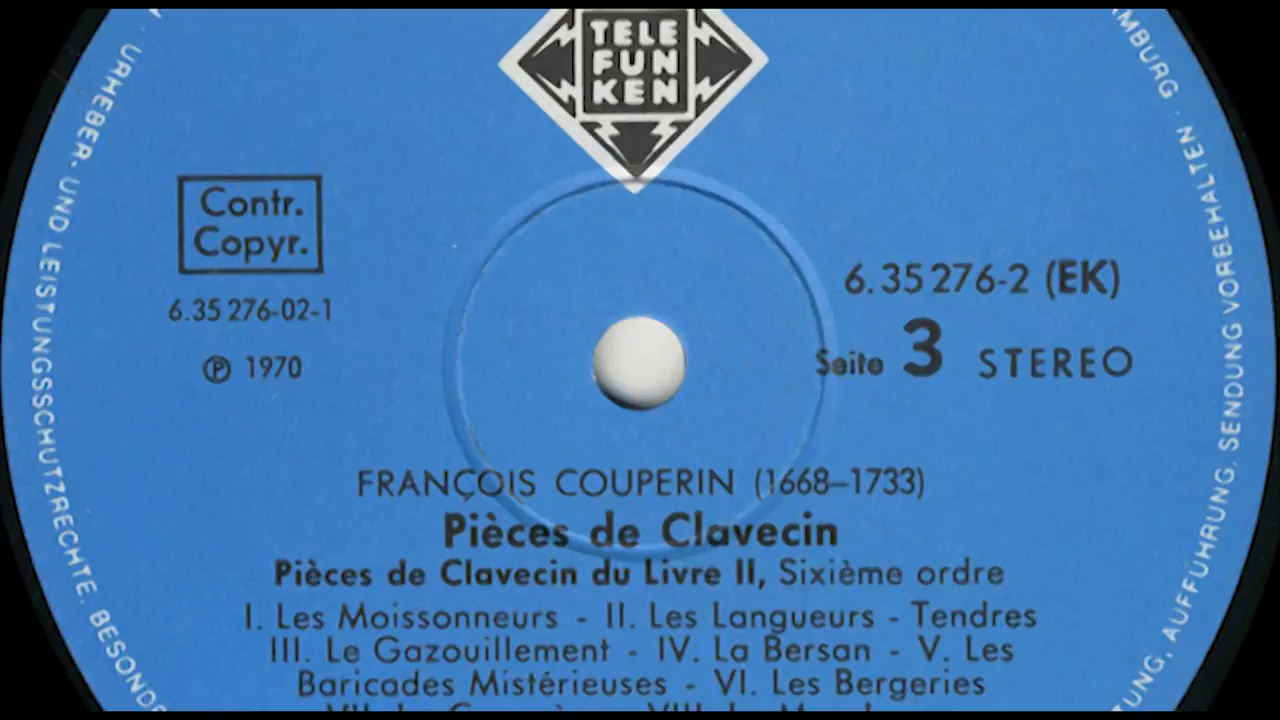 TELE
FUN
KEN
Contr.
Copyr.
6.35 276-02-1
Ⓟ 1970
6.35 276-2 (EK)
Seite 3 STEREO
FRANÇOIS COUPERIN (1668–1733)
Pièces de Clavecin
Pièces de Clavecin du Livre II, Sixième ordre
I. Les Moissonneurs - II. Les Langueurs - Tendres
III. Le Gazouillement - IV. La Bersan - V. Les
Baricades Mistérieuses - VI. Les Bergeries
URHEBER- UND LEISTUNGSSCHUTZRECHTE.
VORBEHALTEN
AUFFÜHRUNG, SENDUNG